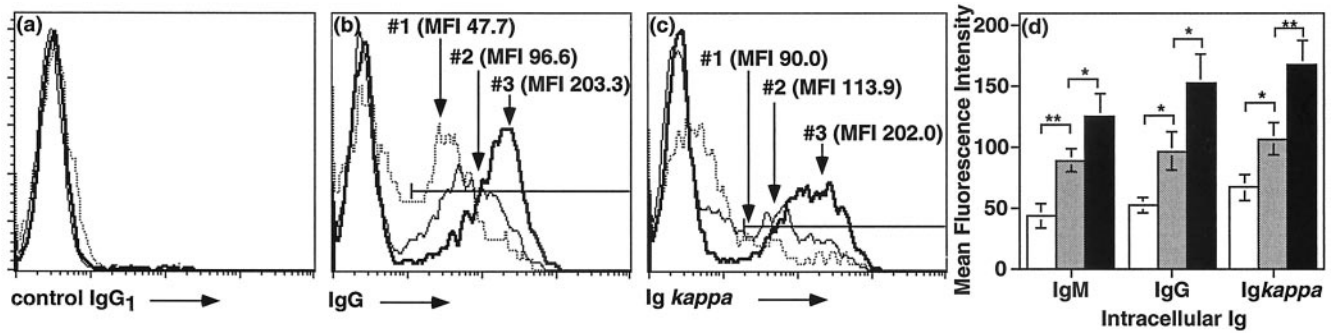 (a)
control IgG1
(b)
#1 (MFI 47.7)
#2 (MFI 96.6)
#3 (MFI 203.3)
IgG
(c)
#1 (MFI 90.0)
#2 (MFI 113.9)
#3 (MFI 202.0)
Ig kappa
(d)
Mean Fluorescence Intensity
200
150
100
50
0
** * * * * **
IgM IgG Igkappa
Intracellular Ig